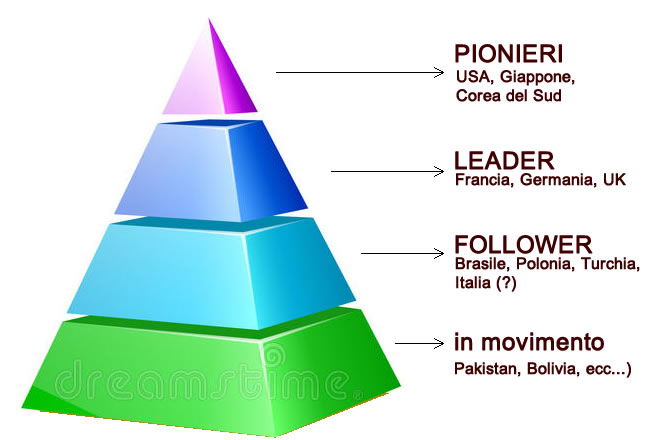 PIONIERI
USA, Giappone,
Corea del Sud
LEADER
Francia, Germania, UK
FOLLOWER
Brasile, Polonia, Turchia,
Italia (?)
in movimento
Pakistan, Bolivia, ecc...)
dreamstime